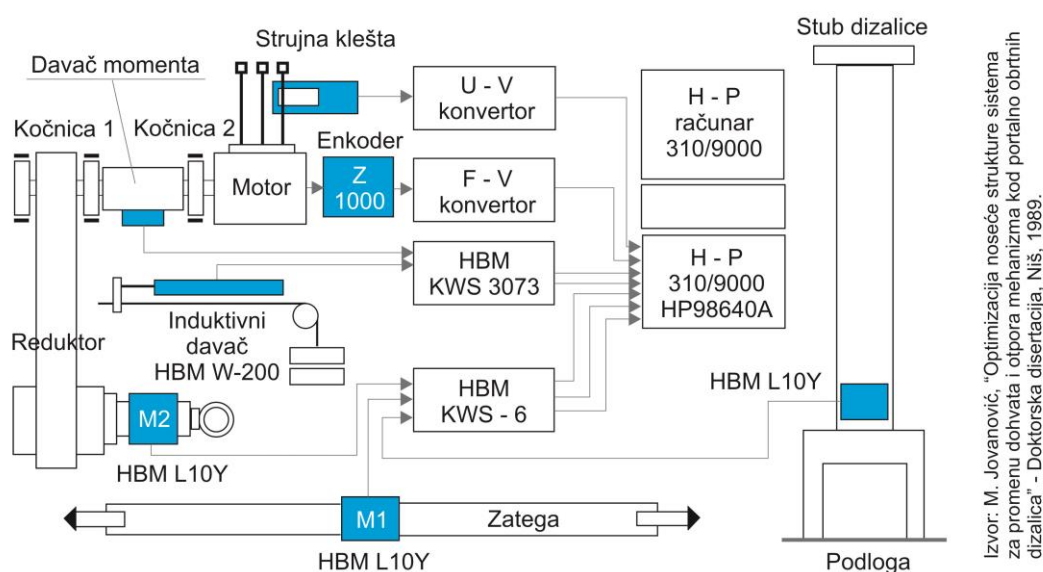 Strujna klešta
Stub dizalice
Davač momenta
U - V
konvertor
H - P
računar
310/9000
Kočnica 1
Kočnica 2
Enkoder
Motor
Z
1000
F - V
konvertor
HBM
KWS 3073
H - P
310/9000
HP98640A
Induktivni
davač
HBM W-200
Reduktor
M2
HBM L10Y
HBM
KWS - 6
HBM L10Y
M1
Zatega
HBM L10Y
Podloga
Izvor: M. Jovanović, “Optimizacija noseće strukture sistema
za promenu dohvata i otpora mehanizma kod portalno obrtnih
dizalica” - Doktorska disertacija, Niš, 1989.